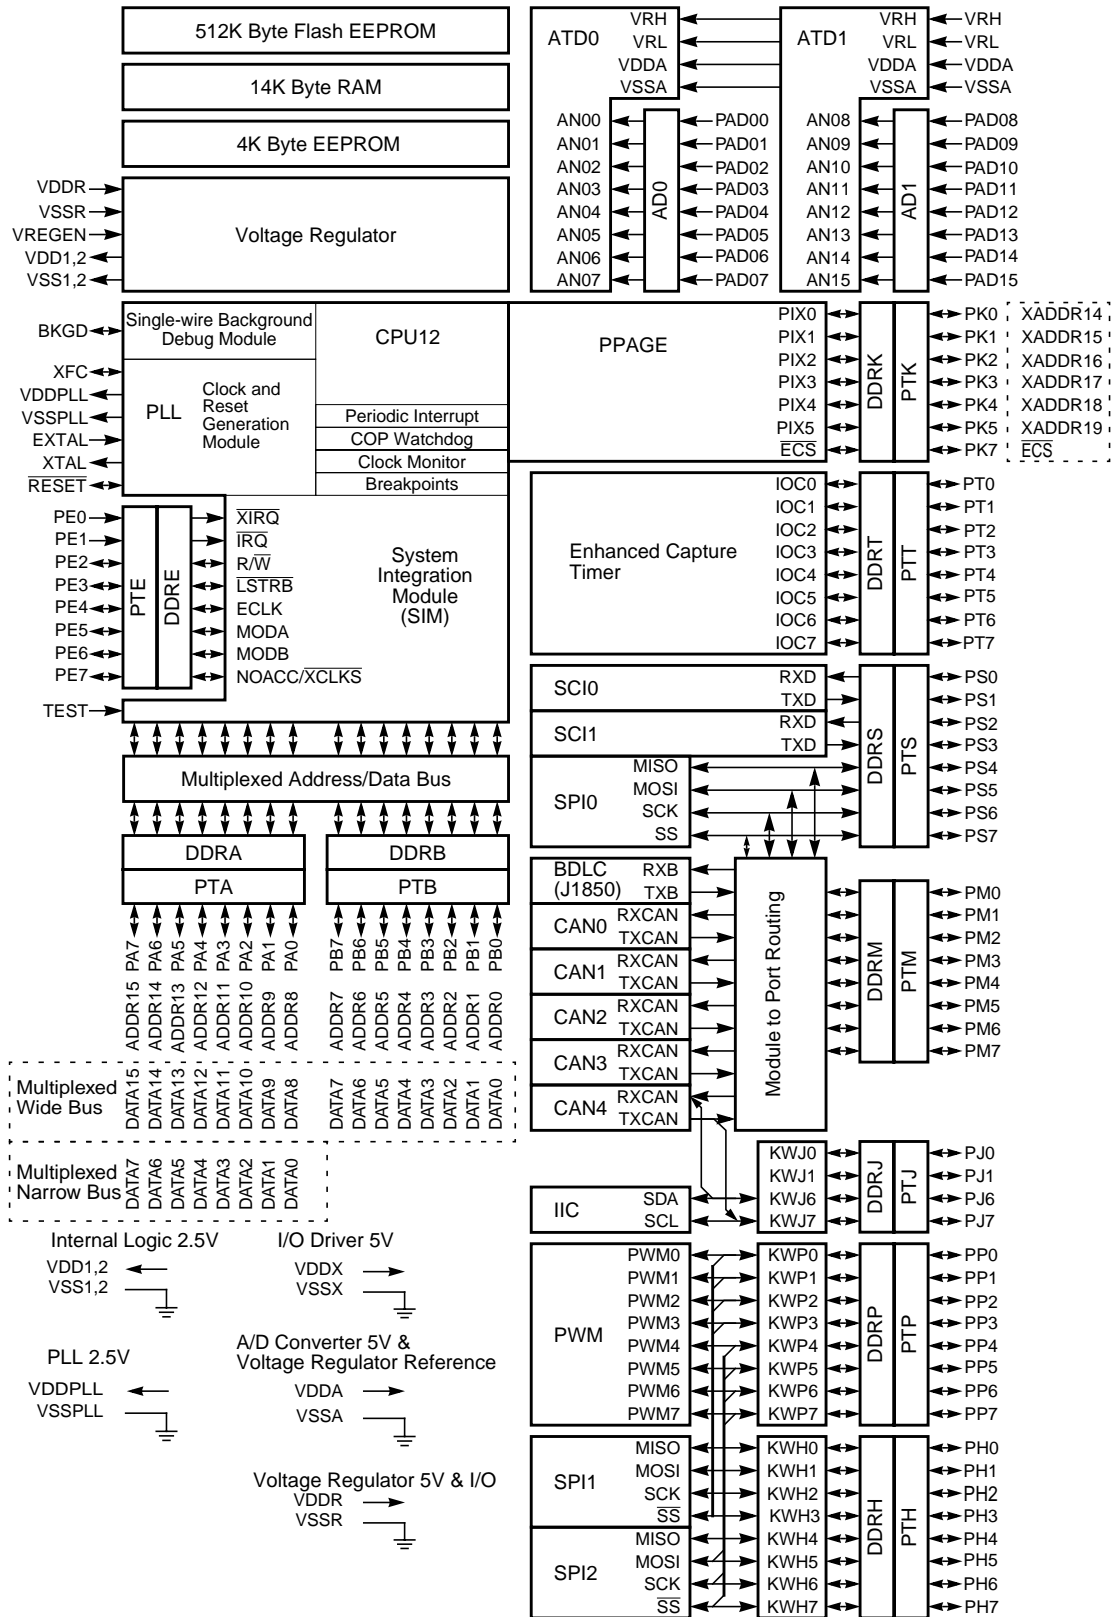 512K Byte Flash EEPROM
14K Byte RAM
4K Byte EEPROM
VDDR
VSSR
VREGEN
VDD1,2
VSS1,2
Voltage Regulator
ATD0
VRH
VRL
VDDA
VSSA
AN00
AN01
AN02
AN03
AN04
AN05
AN06
AN07
AD0
PAD00
PAD01
PAD02
PAD03
PAD04
PAD05
PAD06
PAD07
ATD1
VRH
VRL
VDDA
VSSA
VRH
VRL
VDDA
VSSA
AN08
AN09
AN10
AN11
AN12
AN13
AN14
AN15
AD1
PAD08
PAD09
PAD10
PAD11
PAD12
PAD13
PAD14
PAD15
BKGD
XFC
VDDPLL
VSSPLL
EXTAL
XTAL
RESET
Single-wire Background
Debug Module
CPU12
PLL
Clock and
Reset
Generation
Module
Periodic Interrupt
COP Watchdog
Clock Monitor
Breakpoints
PPAGE
PIX0
PIX1
PIX2
PIX3
PIX4
PIX5
ECS
DDRK
PTK
PK0
PK1
PK2
PK3
PK4
PK5
PK7
XADDR14
XADDR15
XADDR16
XADDR17
XADDR18
XADDR19
ECS
PE0
PE1
PE2
PE3
PE4
PE5
PE6
PE7
TEST
PTE
DDRE
XIRQ
IRQ
R/W
LSTRB
ECLK
MODA
MODB
NOACC/XCLKS
System
Integration
Module
(SIM)
Enhanced Capture
Timer
IOC0
IOC1
IOC2
IOC3
IOC4
IOC5
IOC6
IOC7
DDRT
PTT
PT0
PT1
PT2
PT3
PT4
PT5
PT6
PT7
SCI0
RXD
TXD
SCI1
RXD
TXD
SPI0
MISO
MOSI
SCK
SS
DDRS
PTS
PS0
PS1
PS2
PS3
PS4
PS5
PS6
PS7
Multiplexed Address/Data Bus
DDRA
PTA
DDRB
PTB
PA7
PA6
PA5
PA4
PA3
PA2
PA1
PA0
PB7
PB6
PB5
PB4
PB3
PB2
PB1
PB0
ADDR15
ADDR14
ADDR13
ADDR12
ADDR11
ADDR10
ADDR9
ADDR8
ADDR7
ADDR6
ADDR5
ADDR4
ADDR3
ADDR2
ADDR1
ADDR0
Multiplexed
Wide Bus
DATA15
DATA14
DATA13
DATA12
DATA11
DATA10
DATA9
DATA8
DATA7
DATA6
DATA5
DATA4
DATA3
DATA2
DATA1
DATA0
Multiplexed
Narrow Bus
DATA7
DATA6
DATA5
DATA4
DATA3
DATA2
DATA1
DATA0
BDLC
(J1850)
RXB
TXB
CAN0
RXCAN
TXCAN
CAN1
RXCAN
TXCAN
CAN2
RXCAN
TXCAN
CAN3
RXCAN
TXCAN
CAN4
RXCAN
TXCAN
Module to Port Routing
DDRM
PTM
PM0
PM1
PM2
PM3
PM4
PM5
PM6
PM7
IIC
SDA
SCL
KWJ0
KWJ1
KWJ6
KWJ7
DDRJ
PTJ
PJ0
PJ1
PJ6
PJ7
Internal Logic 2.5V
VDD1,2
VSS1,2
I/O Driver 5V
VDDX
VSSX
PLL 2.5V
VDDPLL
VSSPLL
A/D Converter 5V &
Voltage Regulator Reference
VDDA
VSSA
Voltage Regulator 5V & I/O
VDDR
VSSR
PWM
PWM0
PWM1
PWM2
PWM3
PWM4
PWM5
PWM6
PWM7
KWP0
KWP1
KWP2
KWP3
KWP4
KWP5
KWP6
KWP7
DDRP
PTP
PP0
PP1
PP2
PP3
PP4
PP5
PP6
PP7
SPI1
MISO
MOSI
SCK
SS
SPI2
MISO
MOSI
SCK
SS
KWH0
KWH1
KWH2
KWH3
KWH4
KWH5
KWH6
KWH7
DDRH
PTH
PH0
PH1
PH2
PH3
PH4
PH5
PH6
PH7